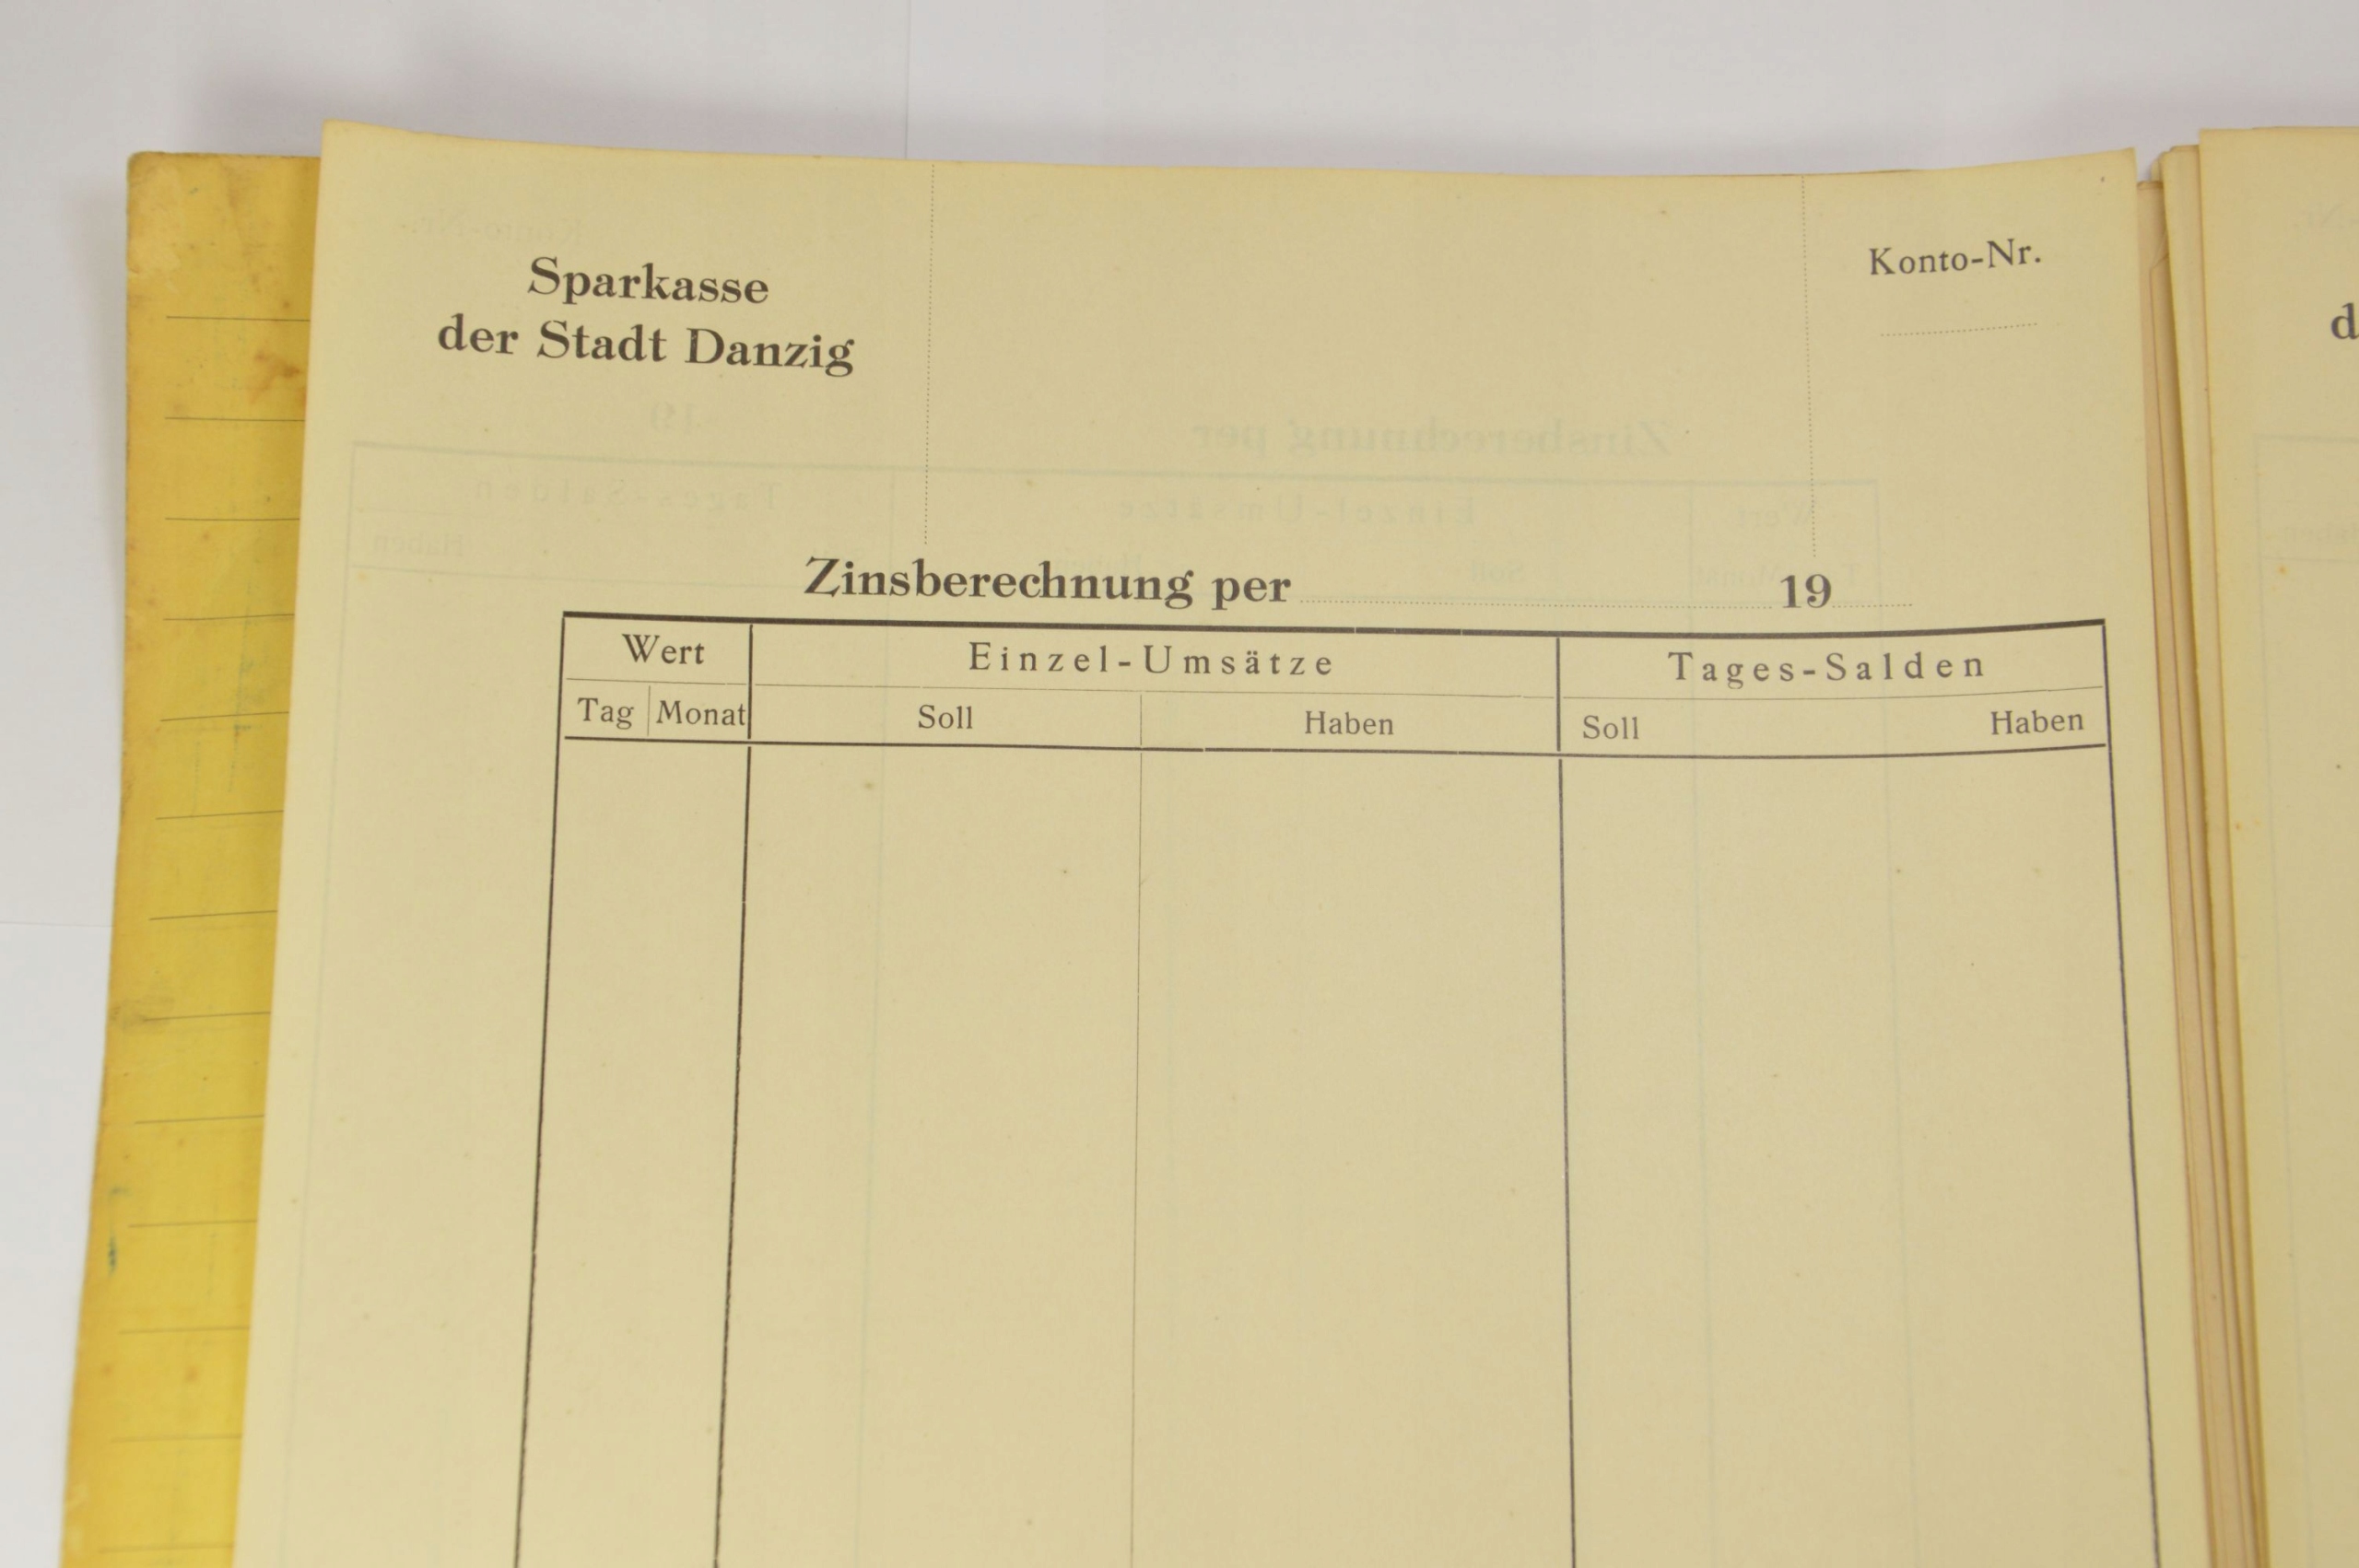 Sparkasse
der Stadt Danzig
Konto-Nr.
Zinsberechnung per 19
Wert Einzel-Umsätze Tages-Salden
Tag Monat Soll Haben Soll Haben